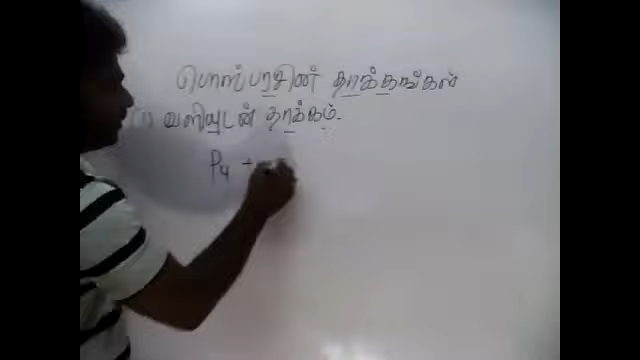 பொஸ்பரசின் தாக்கங்கள்
(1) வளியுடன் தாக்கம்.
P₄ +